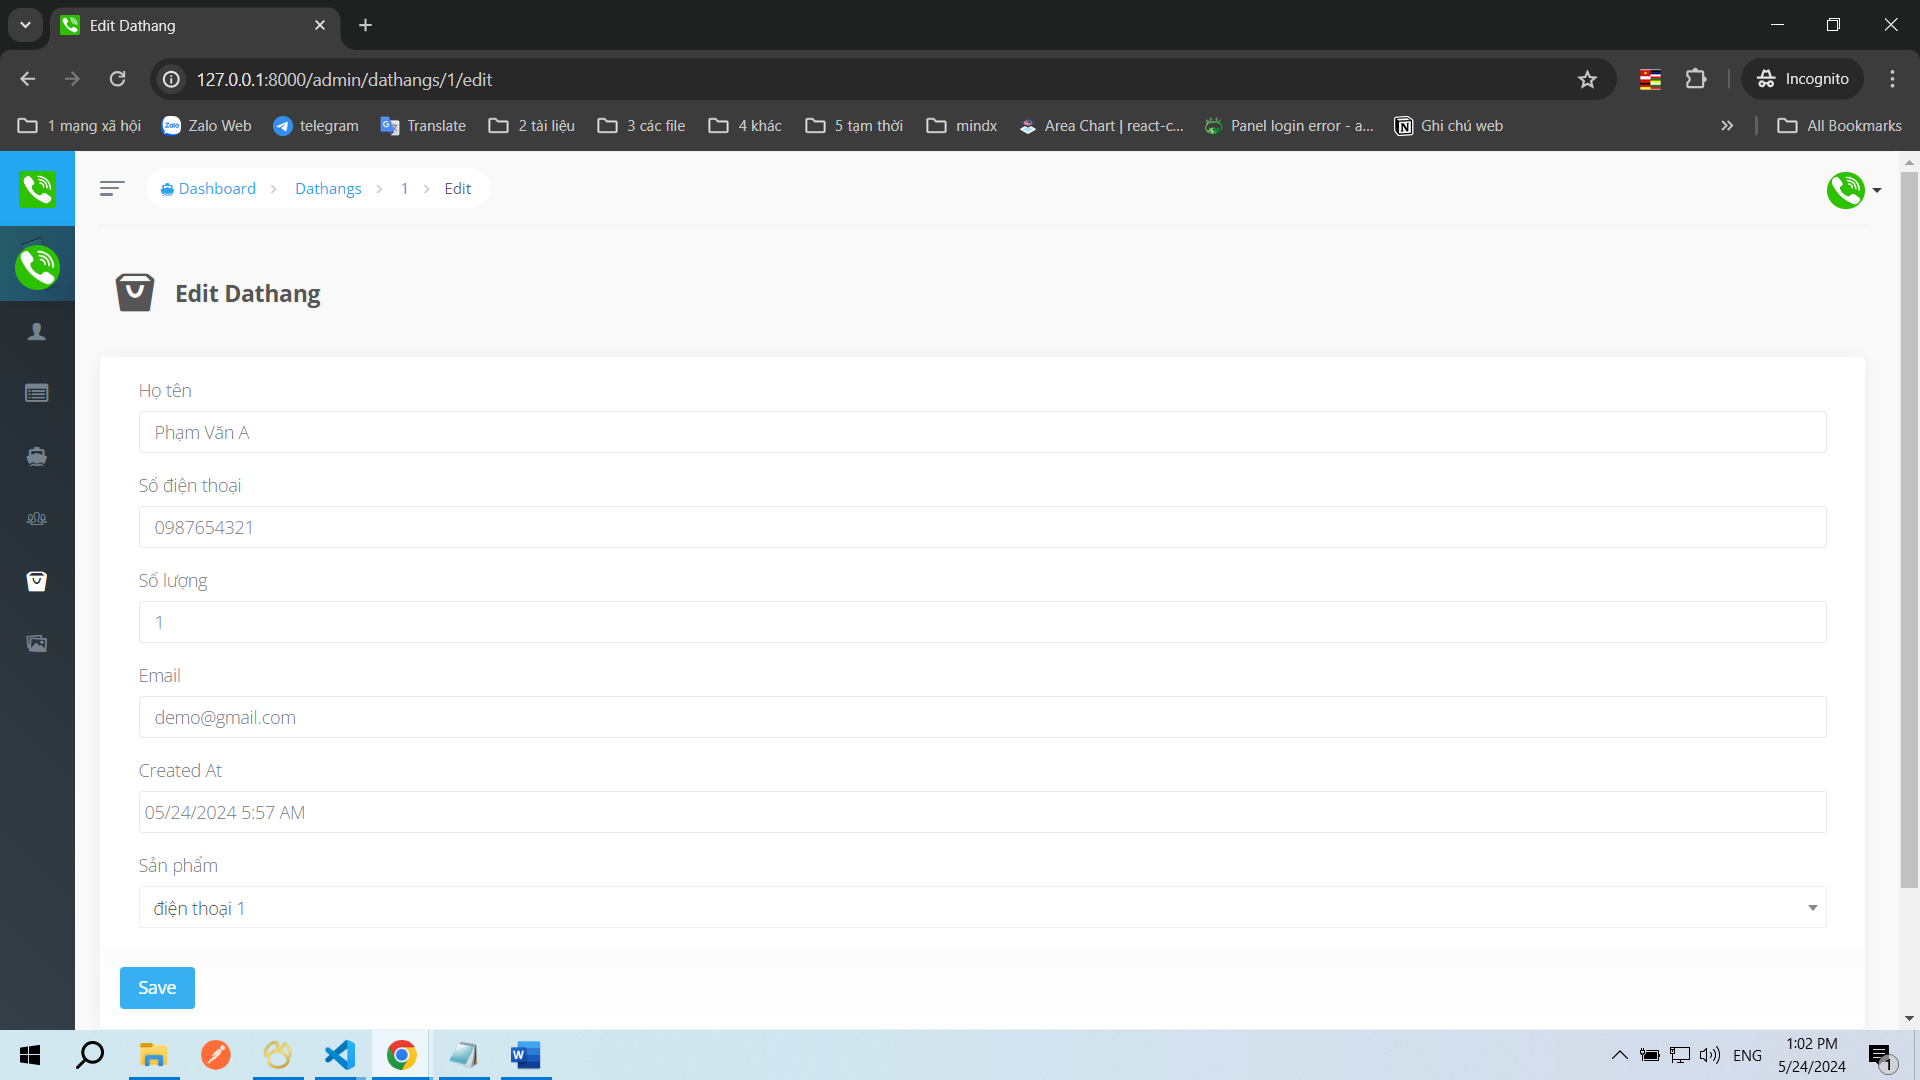 Edit Dathang
127.0.0.1:8000/admin/dathangs/1/edit
Incognito
1 mạng xã hội
Zalo Web
telegram
Translate
2 tài liệu
3 các file
4 khác
5 tạm thời
mindx
Area Chart | react-c...
Panel login error - a...
Ghi chú web
All Bookmarks
Dashboard
Dathangs
1
Edit
Edit Dathang
Họ tên
Phạm Văn A
Số điện thoại
0987654321
Số lượng
1
Email
demo@gmail.com
Created At
05/24/2024 5:57 AM
Sản phẩm
điện thoại 1
Save
ENG
1:02 PM
5/24/2024
1